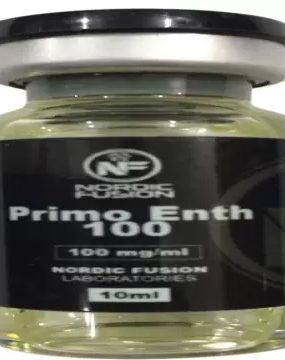 NF
NORDIC
FUSION
Primo Enth
100
100 mg/ml
NORDIC FUSION
LABORATORIES
10ml